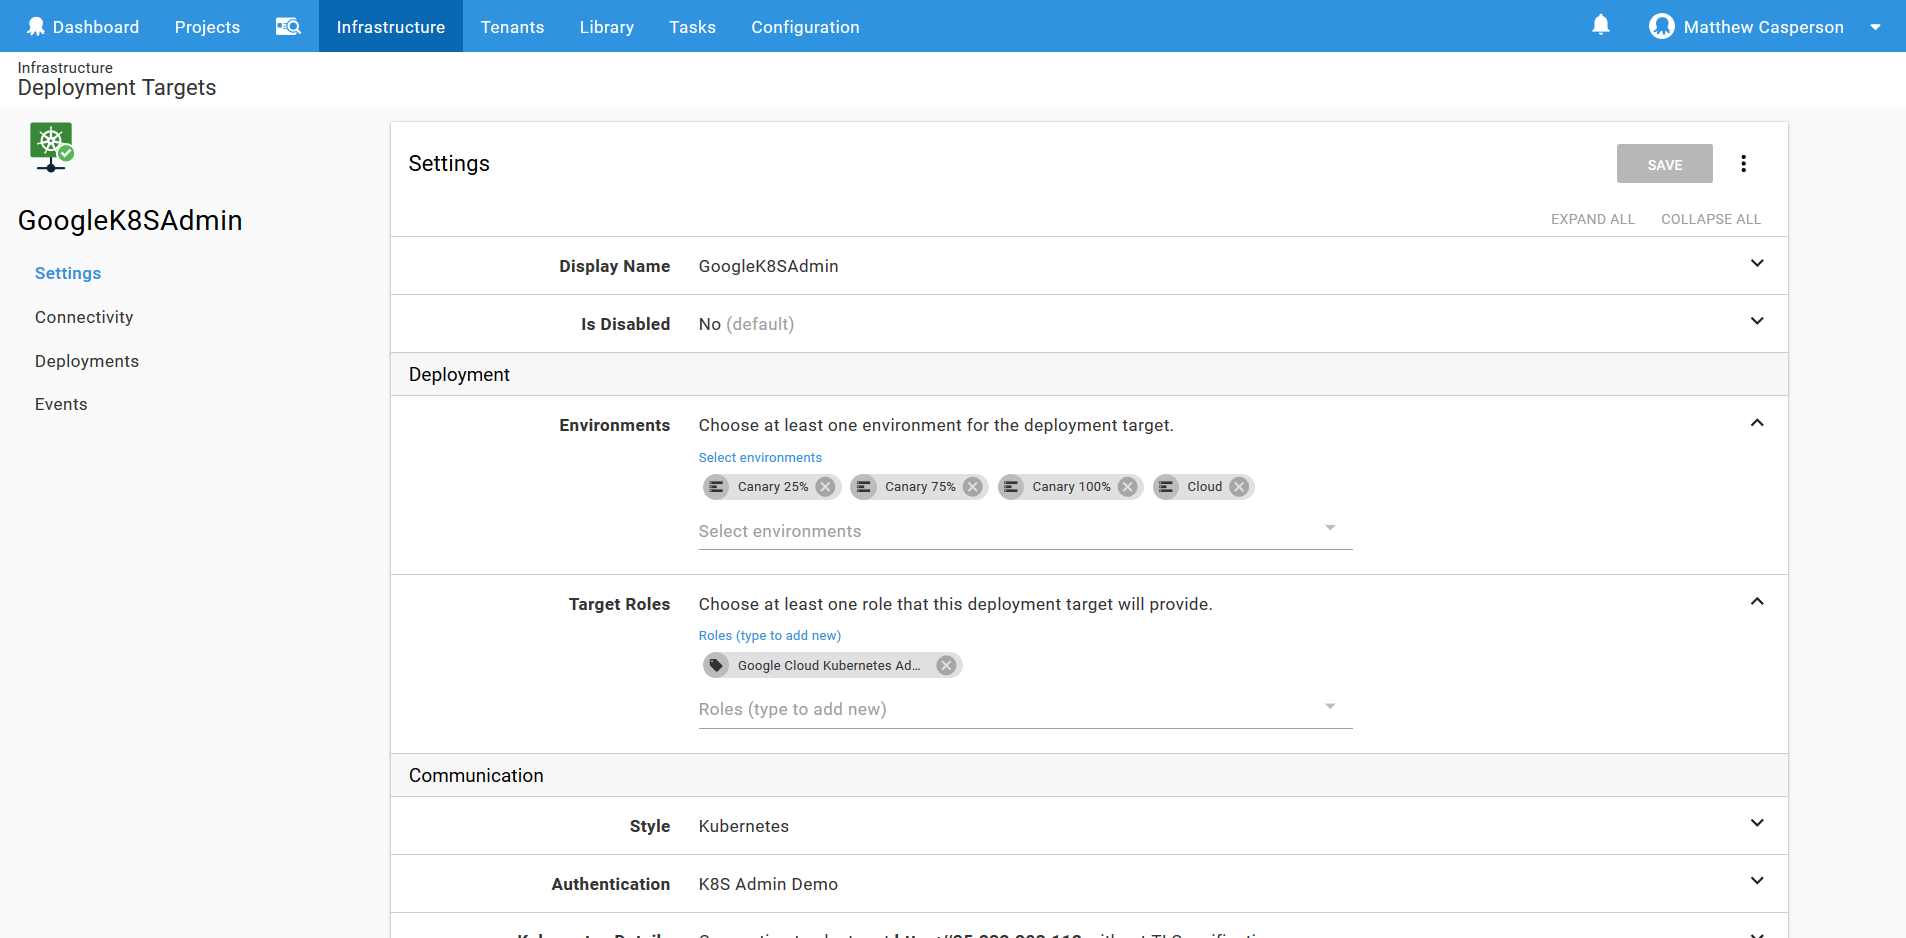 Dashboard Projects Infrastructure Tenants Library Tasks Configuration Matthew Casperson
Infrastructure
Deployment Targets
GoogleK8SAdmin
Settings
Connectivity
Deployments
Events
Settings
SAVE
EXPAND ALL COLLAPSE ALL
Display Name GoogleK8SAdmin
Is Disabled No (default)
Deployment
Environments Choose at least one environment for the deployment target.
Select environments
Canary 25% Canary 75% Canary 100% Cloud
Select environments
Target Roles Choose at least one role that this deployment target will provide.
Roles (type to add new)
Google Cloud Kubernetes Ad...
Roles (type to add new)
Communication
Style Kubernetes
Authentication K8S Admin Demo